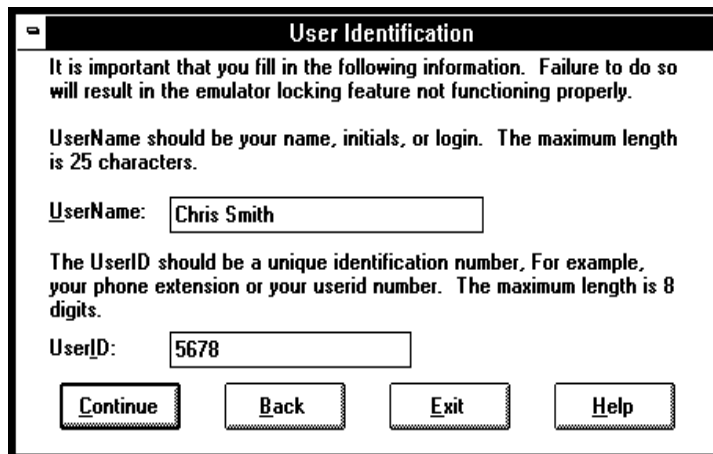 User Identification
It is important that you fill in the following information. Failure to do so
will result in the emulator locking feature not functioning properly.
UserName should be your name, initials, or login. The maximum length
is 25 characters.
UserName: Chris Smith
The UserID should be a unique identification number, For example,
your phone extension or your userid number. The maximum length is 8
digits.
UserID: 5678
Continue Back Exit Help